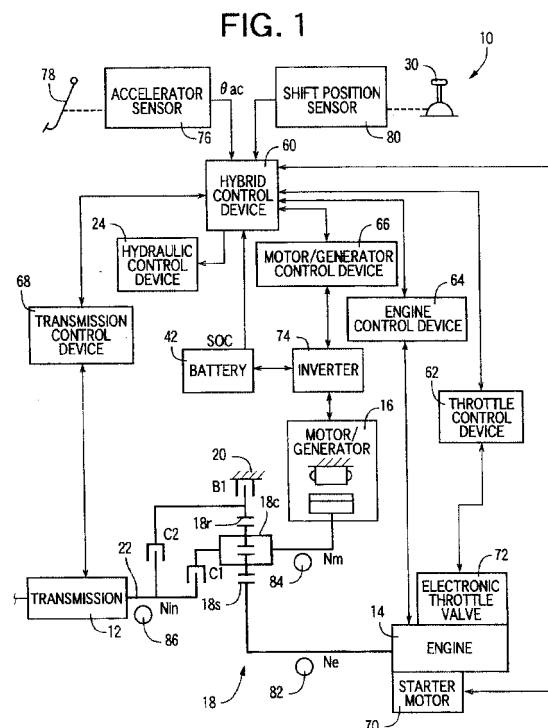 FIG. 1
10
78
ACCELERATOR
SENSOR
76
θac
SHIFT POSITION
SENSOR
80
30
60
HYBRID
CONTROL
DEVICE
24
HYDRAULIC CONTROL
DEVICE
66
MOTOR/GENERATOR
CONTROL DEVICE
68
TRANSMISSION
CONTROL
DEVICE
64
ENGINE
CONTROL DEVICE
SOC
42
BATTERY
74
INVERTER
62
THROTTLE
CONTROL
DEVICE
16
MOTOR/
GENERATOR
20
B1
18c
18r
C2
C1
18s
Nm
84
22
TRANSMISSION
12
Nin
86
72
ELECTRONIC
THROTTLE
VALVE
14
ENGINE
Ne
82
18
STARTER
MOTOR
70